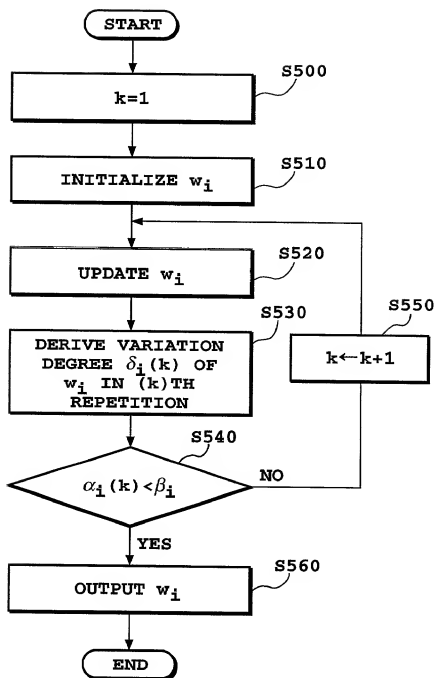 START
S500
k=1
S510
INITIALIZE wi
S520
UPDATE wi
S530
DERIVE VARIATION
DEGREE δi(k) OF
wi IN (k)TH
REPETITION
S550
k←k+1
S540
αi(k)<βi
NO
YES
S560
OUTPUT wi
END